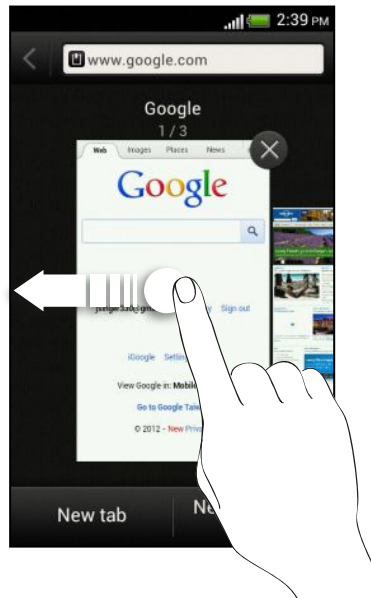 2:39 PM
www.google.com
Google
1 / 3
Web Images Places News
Google
Sign out
iGoogle
View Google in: Mobile
Go to Google
© 2012 - New
New tab